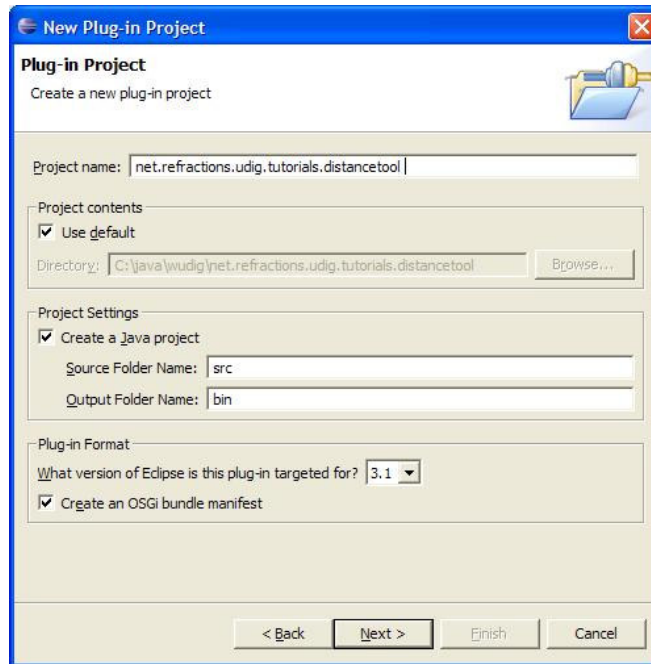 New Plug-in Project
Plug-in Project
Create a new plug-in project
Project name: net.refractions.udig.tutorials.distancetool
Project contents
Use default
Directory: C:\java\wudig\net.refractions.udig.tutorials.distancetool Browse...
Project Settings
Create a Java project
Source Folder Name: src
Output Folder Name: bin
Plug-in Format
What version of Eclipse is this plug-in targeted for? 3.1
Create an OSGi bundle manifest
< Back Next > Finish Cancel